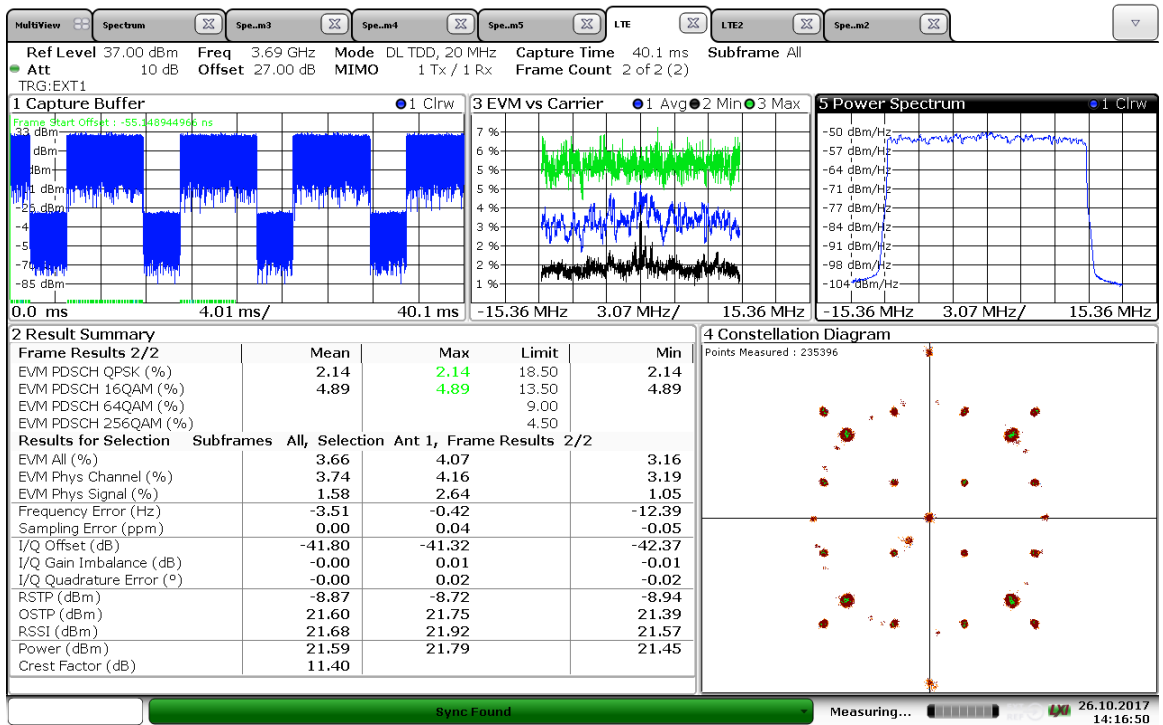 MultiView Spectrum Spe..m3 Spe..m4 Spe..m5 LTE LTE2 Spe..m2
Ref Level 37.00 dBm Freq 3.69 GHz Mode DL TDD, 20 MHz Capture Time 40.1 ms Subframe All
Att 10 dB Offset 27.00 dB MIMO 1 Tx / 1 Rx Frame Count 2 of 2 (2)
TRG:EXT1
1 Capture Buffer 1 Clrw
Frame Start Offset : -55.148944966 ns
33 dBm
dBm
dBm
1 dBm
-25 dBm
-4
-5
-85 dBm
0.0 ms 4.01 ms/ 40.1 ms
3 EVM vs Carrier 1 Avg 2 Min 3 Max
7 %
6 %
5 %
5 %
4 %
3 %
2 %
2 %
1 %
-15.36 MHz 3.07 MHz/ 15.36 MHz
5 Power Spectrum 1 Clrw
-50 dBm/Hz
-57 dBm/Hz
-64 dBm/Hz
-71 dBm/Hz
-77 dBm/Hz
-84 dBm/Hz
-91 dBm/Hz
-98 dBm/Hz
-104 dBm/Hz
-15.36 MHz 3.07 MHz/ 15.36 MHz
2 Result Summary
Frame Results 2/2 Mean Max Limit Min
EVM PDSCH QPSK (%) 2.14 2.14 18.50 2.14
EVM PDSCH 16QAM (%) 4.89 4.89 13.50 4.89
EVM PDSCH 64QAM (%) 9.00
EVM PDSCH 256QAM (%) 4.50
Results for Selection Subframes All, Selection Ant 1, Frame Results 2/2
EVM All (%) 3.66 4.07 3.16
EVM Phys Channel (%) 3.74 4.16 3.19
EVM Phys Signal (%) 1.58 2.64 1.05
Frequency Error (Hz) -3.51 -0.42 -12.39
Sampling Error (ppm) 0.00 0.04 -0.05
I/Q Offset (dB) -41.80 -41.32 -42.37
I/Q Gain Imbalance (dB) -0.00 0.01 -0.01
I/Q Quadrature Error (°) -0.00 0.02 -0.02
RSTP (dBm) -8.87 -8.72 -8.94
OSTP (dBm) 21.60 21.75 21.39
RSSI (dBm) 21.68 21.92 21.57
Power (dBm) 21.59 21.79 21.45
Crest Factor (dB) 11.40
4 Constellation Diagram
Points Measured : 235396
Sync Found
Measuring...
REF
LXI
26.10.2017
14:16:50